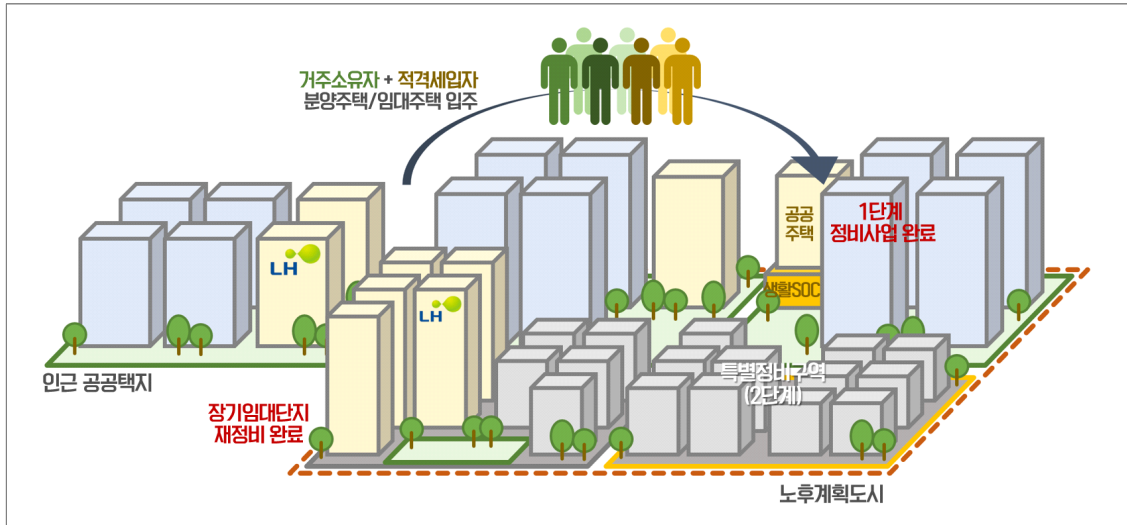 거주소유자 + 적격세입자
분양주택/임대주택 입주
공공
주택
1단계
정비사업 완료
LH
생활SOC
LH
인근 공공택지
특별정비구역
(2단계)
장기임대단지
재정비 완료
노후계획도시